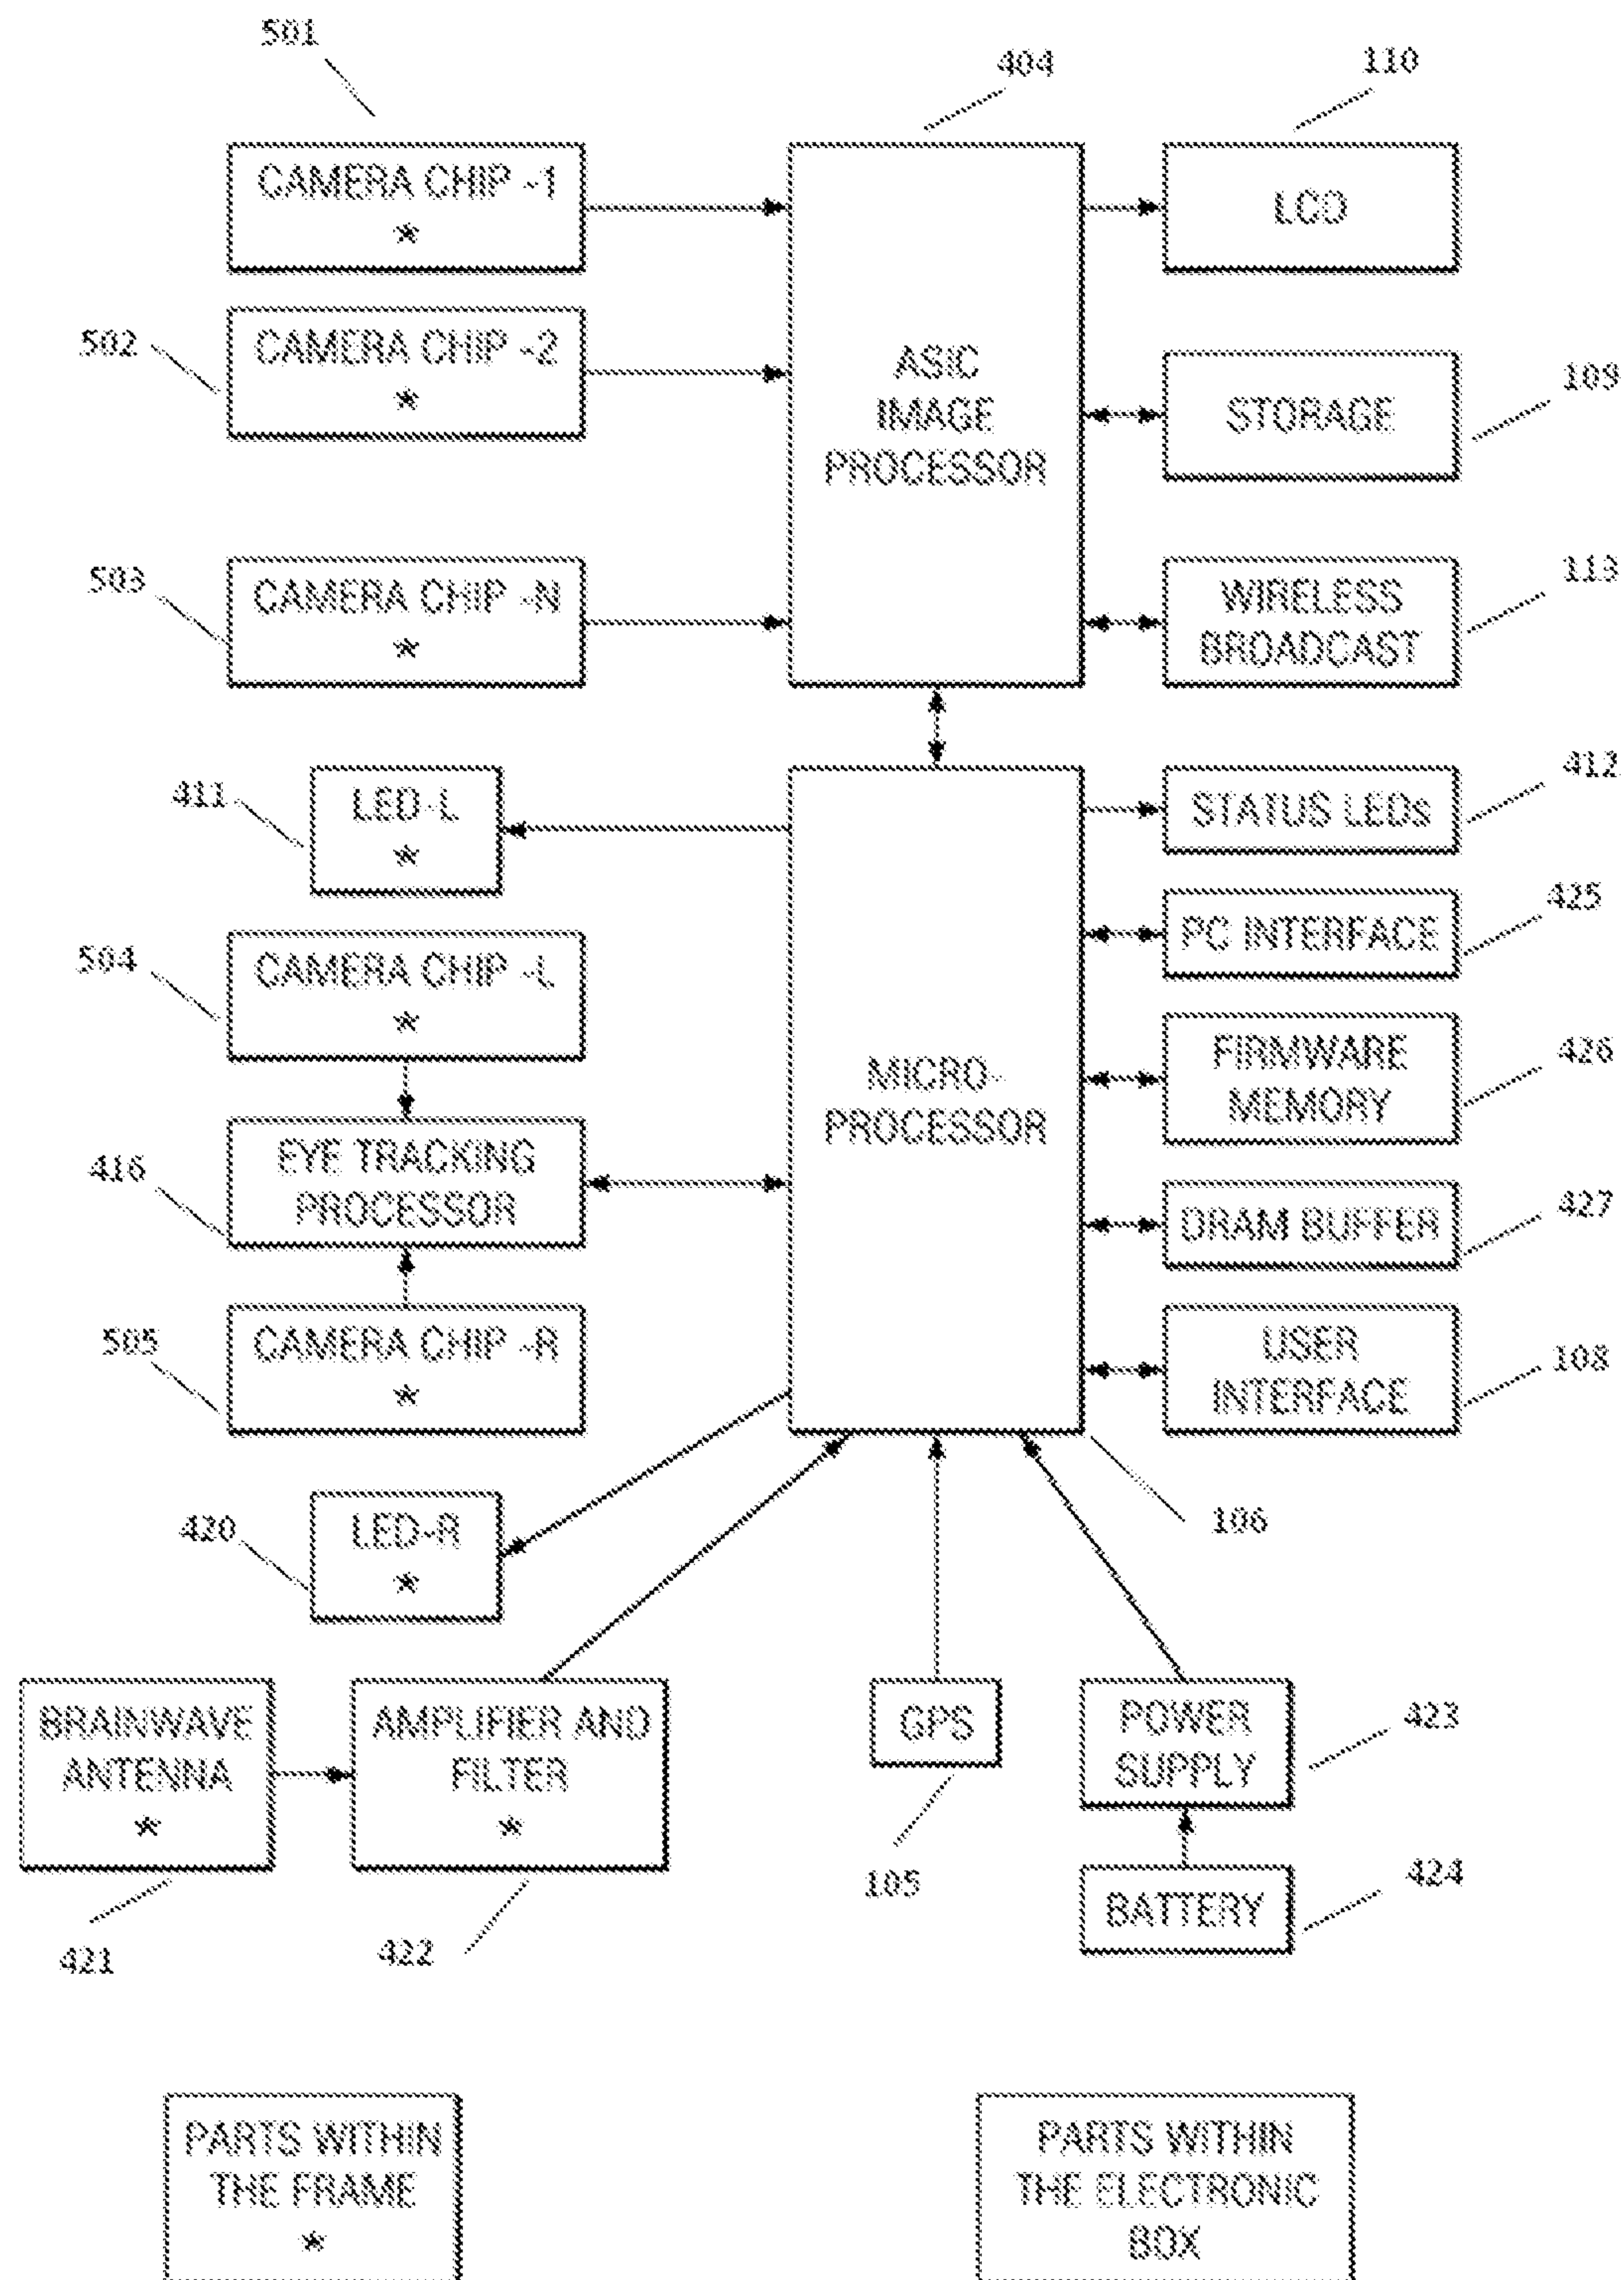 501
404
110
CAMERA CHIP -1
*
LCD
502
CAMERA CHIP -2
*
ASIC
IMAGE
PROCESSOR
STORAGE
109
503
CAMERA CHIP -N
*
WIRELESS
BROADCAST
113
411
LED-L
*
STATUS LEDs
412
PC INTERFACE
425
504
CAMERA CHIP -L
*
MICRO-
PROCESSOR
FIRMWARE
MEMORY
426
416
EYE TRACKING
PROCESSOR
DRAM BUFFER
427
505
CAMERA CHIP -R
*
USER
INTERFACE
108
420
LED-R
*
106
BRAINWAVE
ANTENNA
*
AMPLIFIER AND
FILTER
*
GPS
POWER
SUPPLY
423
105
BATTERY
424
421
422
PARTS WITHIN
THE FRAME
*
PARTS WITHIN
THE ELECTRONIC
BOX